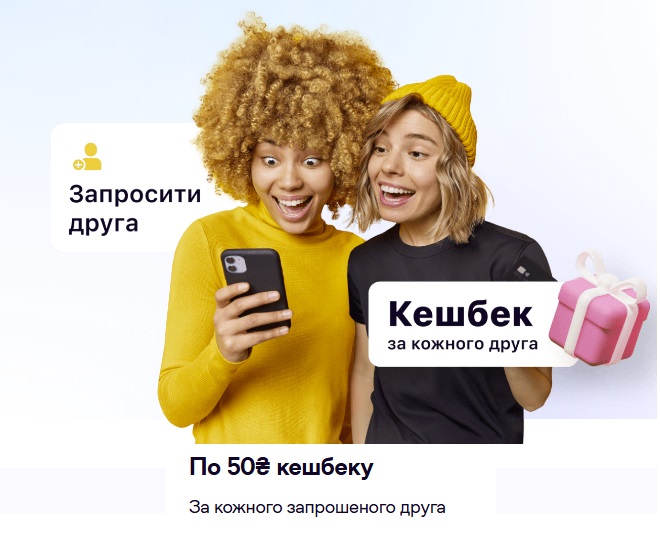 Запросити
друга
Кешбек
за кожного друга
По 50₴ кешбеку
За кожного запрошеного друга